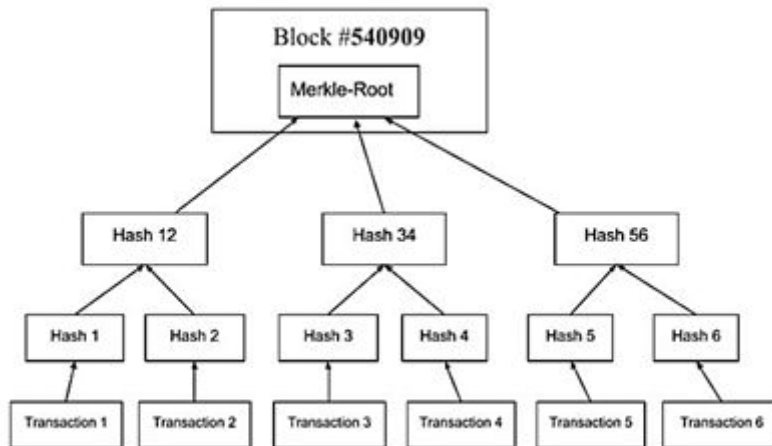 Block #540909
Merkle-Root
Hash 12
Hash 34
Hash 56
Hash 1
Hash 2
Hash 3
Hash 4
Hash 5
Hash 6
Transaction 1
Transaction 2
Transaction 3
Transaction 4
Transaction 5
Transaction 6